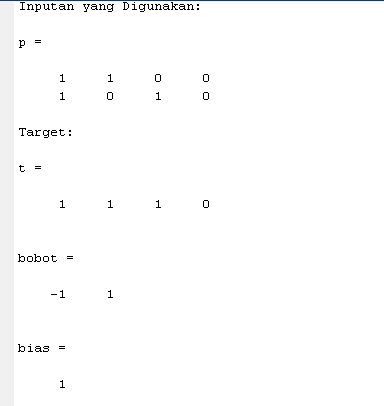 Inputan yang Digunakan:
p =
1 1 0 0
1 0 1 0
Target:
t =
1 1 1 0
bobot =
-1 1
bias =
1